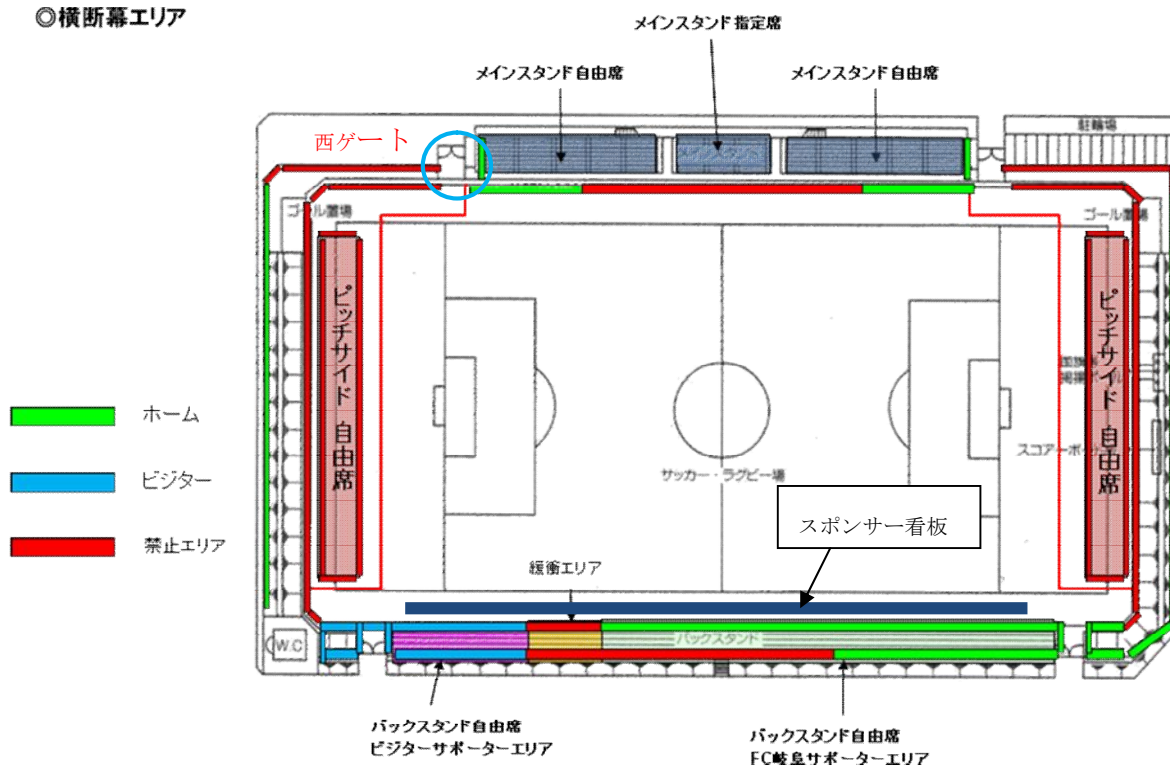 ◎横断幕エリア
メインスタンド指定席
メインスタンド自由席
メインスタンド自由席
西ゲート
駐輪場
メインスタンド
ゴール置場
ゴール置場
ピッチサイド 自由席
ピッチサイド 自由席
ホーム
ビジター
禁止エリア
サッカー・ラグビー場
スポンサー看板
緩衝エリア
バックスタンド
W.C
バックスタンド自由席
ビジターサポーターエリア
バックスタンド自由席
FC岐阜サポーターエリア